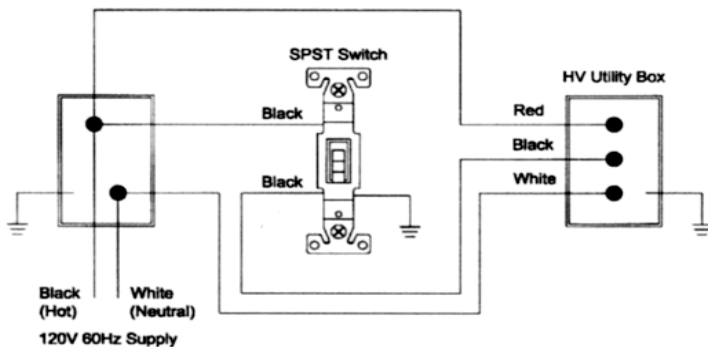 SPST Switch
HV Utility Box
Black
Red
Black
Black
White
Black
(Hot)
White
(Neutral)
120V 60Hz Supply